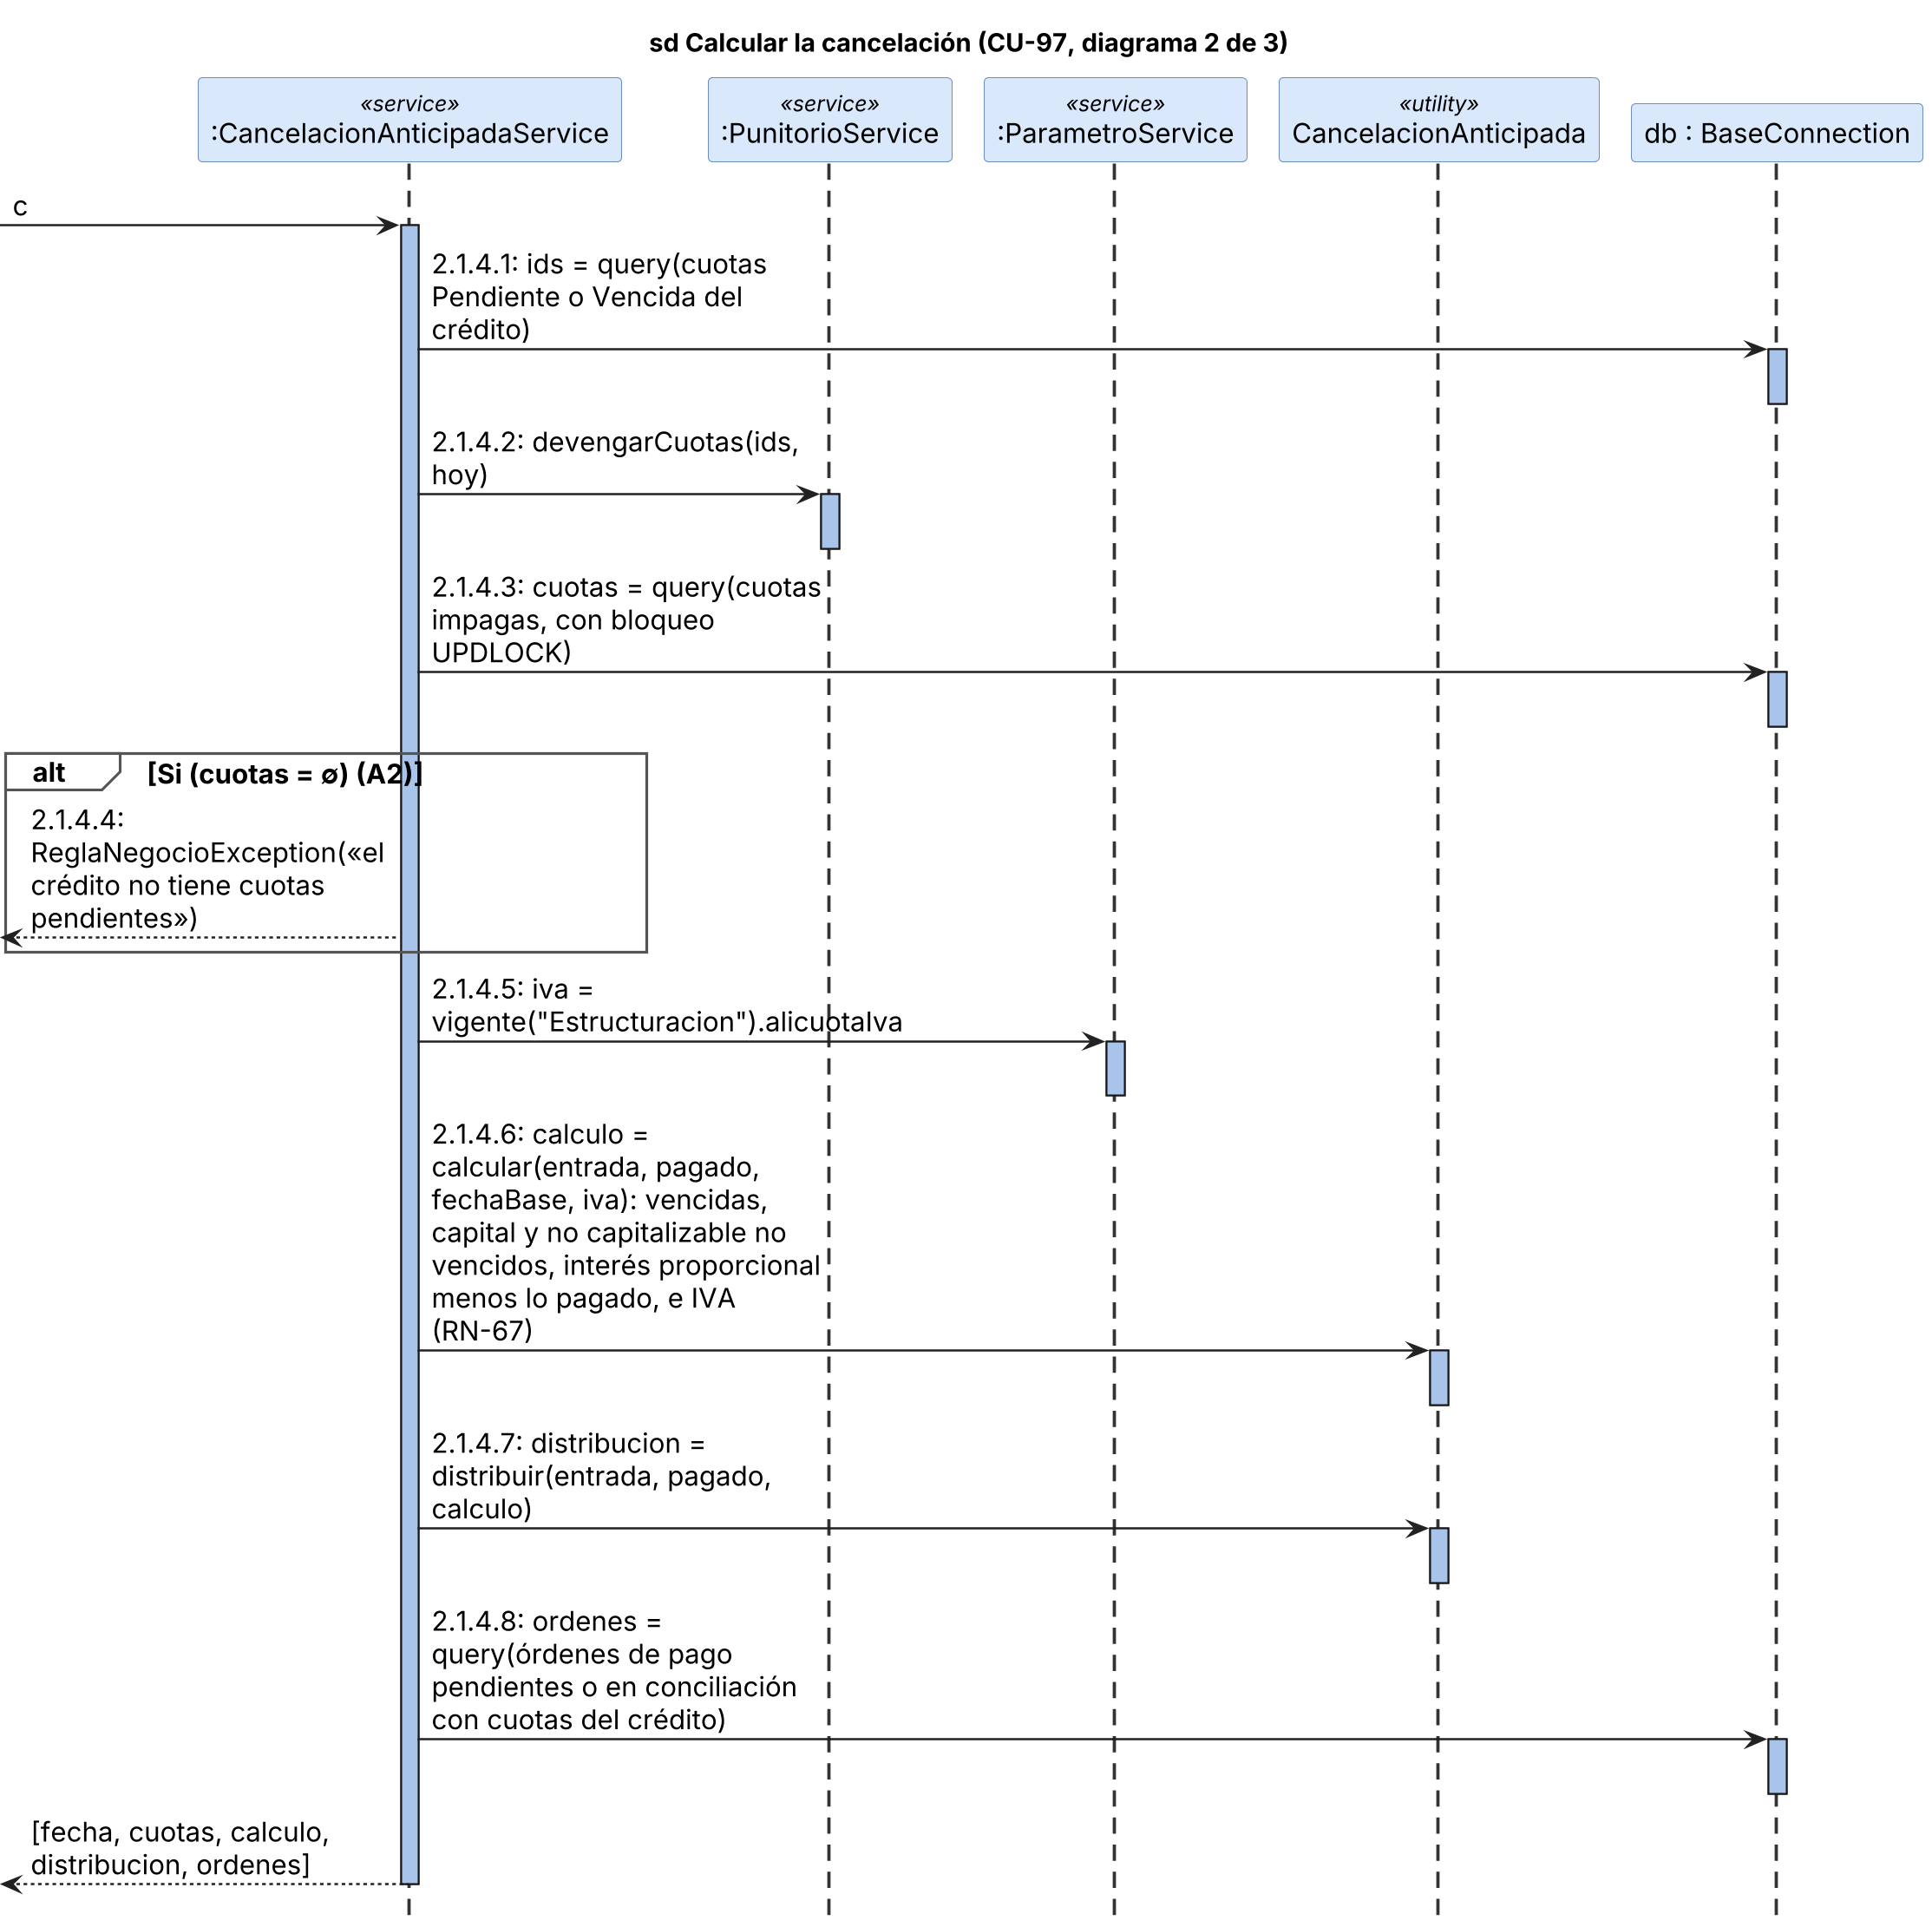 sd Calcular la cancelación (CU-97, diagrama 2 de 3)
«service»
:CancelacionAnticipadaService
«service»
:PunitorioService
«service»
:ParametroService
«utility»
CancelacionAnticipada
db : BaseConnection
c
2.1.4.1: ids = query(cuotas
Pendiente o Vencida del
crédito)
2.1.4.2: devengarCuotas(ids,
hoy)
2.1.4.3: cuotas = query(cuotas
impagas, con bloqueo
UPDLOCK)
alt
[Si (cuotas = ∅) (A2)]
2.1.4.4:
ReglaNegocioException(«el
crédito no tiene cuotas
pendientes»)
2.1.4.5: iva =
vigente("Estructuracion").alicuotaIva
2.1.4.6: calculo =
calcular(entrada, pagado,
fechaBase, iva): vencidas,
capital y no capitalizable no
vencidos, interés proporcional
menos lo pagado, e IVA
(RN-67)
2.1.4.7: distribucion =
distribuir(entrada, pagado,
calculo)
2.1.4.8: ordenes =
query(órdenes de pago
pendientes o en conciliación
con cuotas del crédito)
[fecha, cuotas, calculo,
distribucion, ordenes]